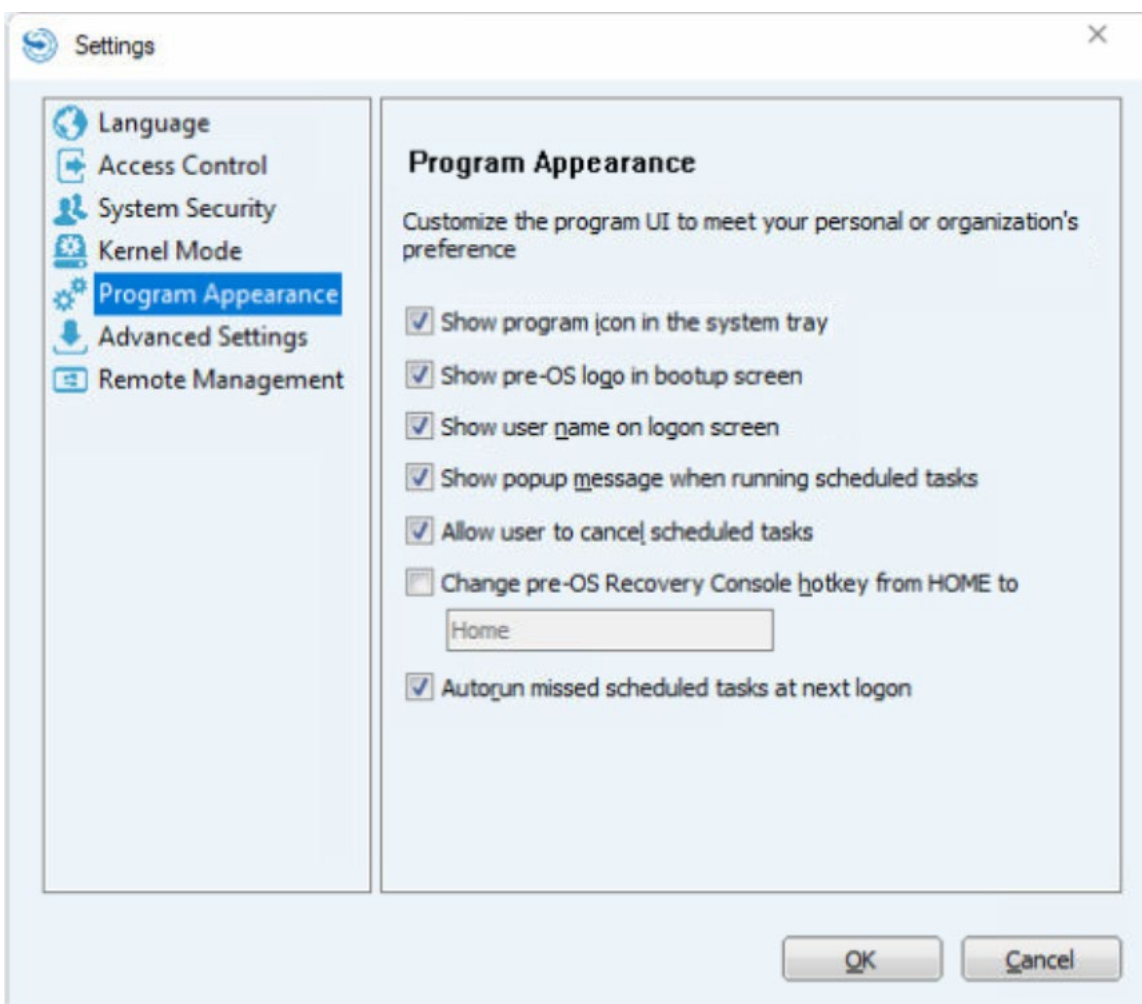 Settings
Language
Access Control
System Security
Kernel Mode
Program Appearance
Advanced Settings
Remote Management
Program Appearance
Customize the program UI to meet your personal or organization's
preference
Show program icon in the system tray
Show pre-OS logo in bootup screen
Show user name on logon screen
Show popup message when running scheduled tasks
Allow user to cancel scheduled tasks
Change pre-OS Recovery Console hotkey from HOME to
Home
Autorun missed scheduled tasks at next logon
OK
Cancel